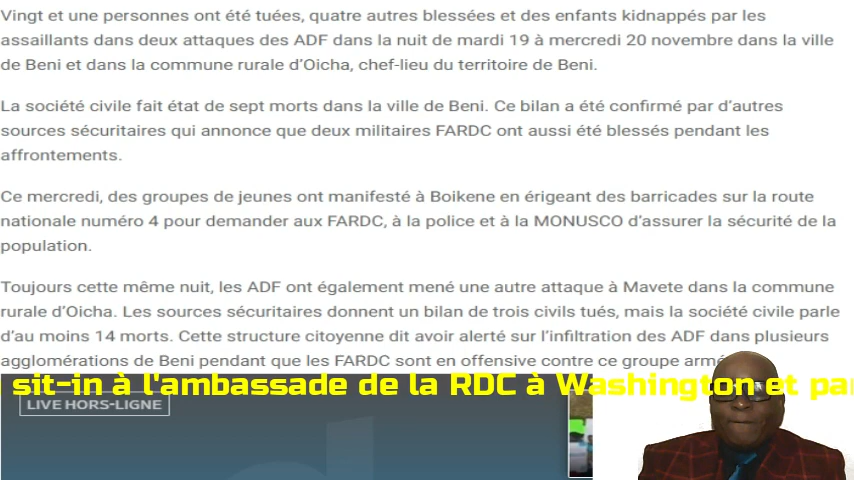 Vingt et une personnes ont été tuées, quatre autres blessées et des enfants kidnappés par les
assaillants dans deux attaques des ADF dans la nuit de mardi 19 à mercredi 20 novembre dans la ville
de Beni et dans la commune rurale d'Oicha, chef-lieu du territoire de Beni.
La société civile fait état de sept morts dans la ville de Beni. Ce bilan a été confirmé par d'autres
sources sécuritaires qui annonce que deux militaires FARDC ont aussi été blessés pendant les
affrontements.
Ce mercredi, des groupes de jeunes ont manifesté à Boikene en érigeant des barricades sur la route
nationale numéro 4 pour demander aux FARDC, à la police et à la MONUSCO d'assurer la sécurité de la
population.
Toujours cette même nuit, les ADF ont également mené une autre attaque à Mavete dans la commune
rurale d'Oicha. Les sources sécuritaires donnent un bilan de trois civils tués, mais la société civile parle
d'au moins 14 morts. Cette structure citoyenne dit avoir alerté sur l'infiltration des ADF dans plusieurs
agglomérations de Beni pendant que les FARDC sont en offensive contre ce groupe armé
sit-in à l'ambassade de la RDC à Washington et
LIVE HORS-LIGNE